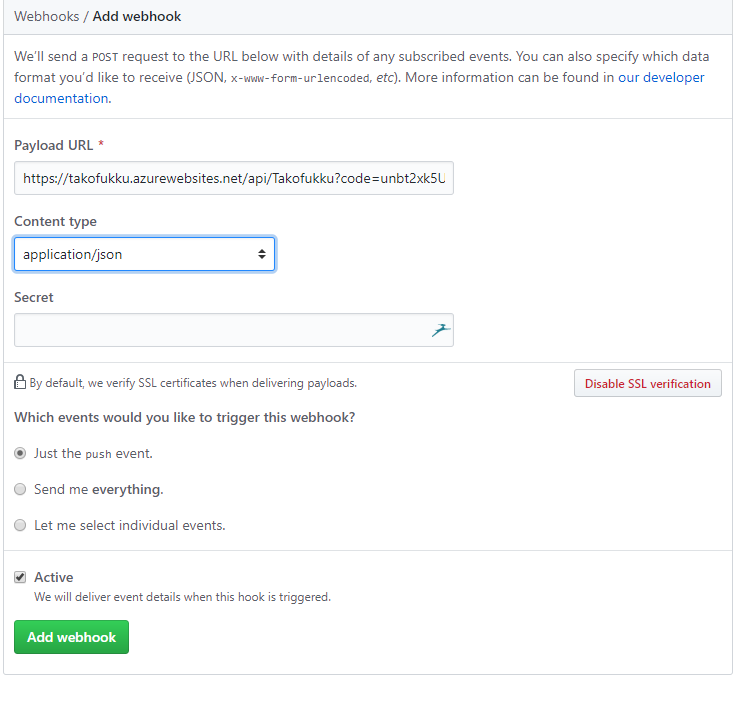 Webhooks / Add webhook
We'll send a POST request to the URL below with details of any subscribed events. You can also specify which data
format you'd like to receive (JSON, x-www-form-urlencoded, etc). More information can be found in our developer
documentation.
Payload URL *
https://takofukku.azurewebsites.net/api/Takofukku?code=unbt2xk5U
Content type
application/json
Secret
By default, we verify SSL certificates when delivering payloads.
Disable SSL verification
Which events would you like to trigger this webhook?
Just the push event.
Send me everything.
Let me select individual events.
Active
We will deliver event details when this hook is triggered.
Add webhook